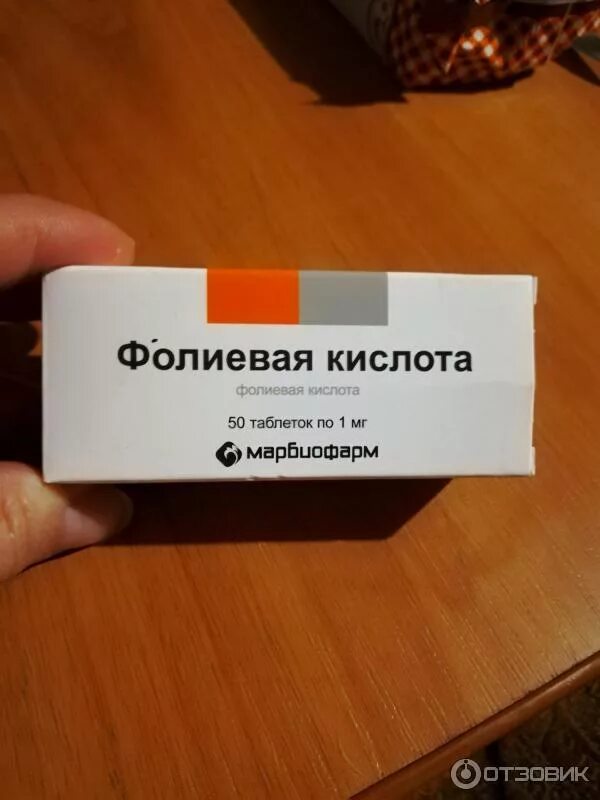 Фолиевая кислота
фолиевая кислота
50 таблеток по 1 мг
марбиофарм
ОТЗОВИК